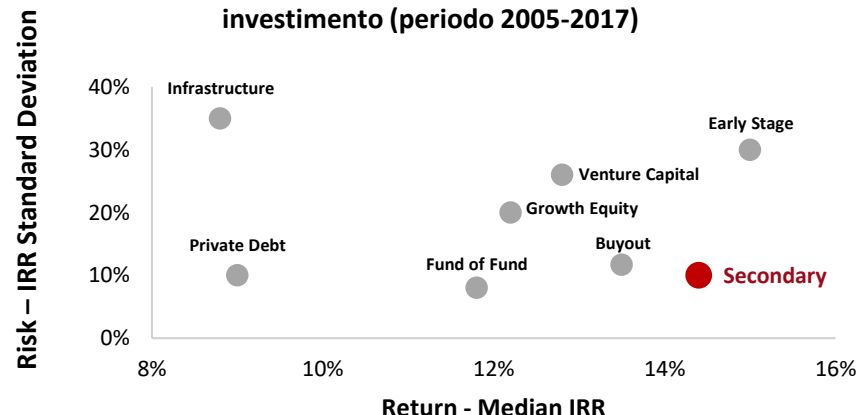 investimento (periodo 2005-2017)
Risk – IRR Standard Deviation
40%
30%
20%
10%
0%
Infrastructure
Early Stage
Venture Capital
Growth Equity
Private Debt
Fund of Fund
Buyout
Secondary
8%
10%
12%
14%
16%
Return - Median IRR